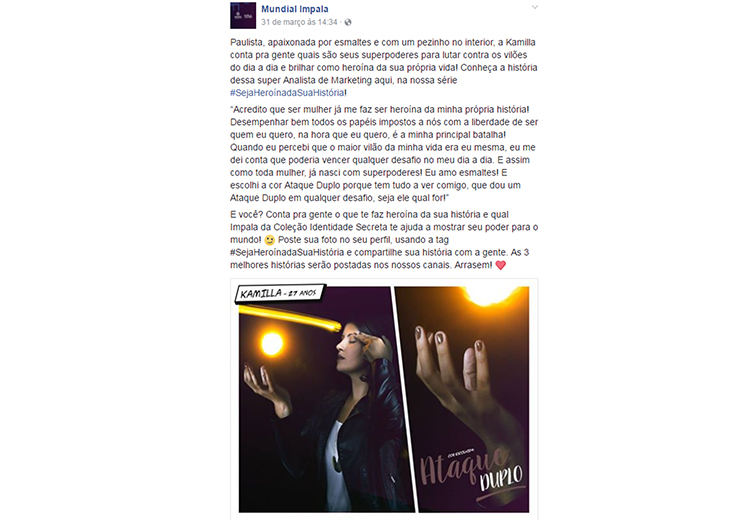 Mundial Impala
31 de março às 14:34 ·
Paulista, apaixonada por esmaltes e com um pezinho no interior, a Kamilla
conta pra gente quais são seus superpoderes para lutar contra os vilões
do dia a dia e brilhar como heroína da sua própria vida! Conheça a história
dessa super Analista de Marketing aqui, na nossa série
#SejaHeroínadaSuaHistória!
“Acredito que ser mulher já me faz ser heroína da minha própria história!
Desempenhar bem todos os papéis impostos a nós com a liberdade de ser
quem eu quero, na hora que eu quero, é a minha principal batalha!
Quando eu percebi que o maior vilão da minha vida era eu mesma, eu me
dei conta que poderia vencer qualquer desafio no meu dia a dia. E assim
como toda mulher, já nasci com superpoderes! Eu amo esmaltes! E
escolhi a cor Ataque Duplo porque tem tudo a ver comigo, que dou um
Ataque Duplo em qualquer desafio, seja ele qual for!”
E você? Conta pra gente o que te faz heroína da sua história e qual
Impala da Coleção Identidade Secreta te ajuda a mostrar seu poder para o
mundo! 😉 Poste sua foto no seu perfil, usando a tag
#SejaHeroínadaSuaHistória e compartilhe sua história com a gente. As 3
melhores histórias serão postadas nos nossos canais. Arrasem! ❤
KAMILLA - 27 ANOS
COR ESCOLHIDA:
Ataque
DUPLO